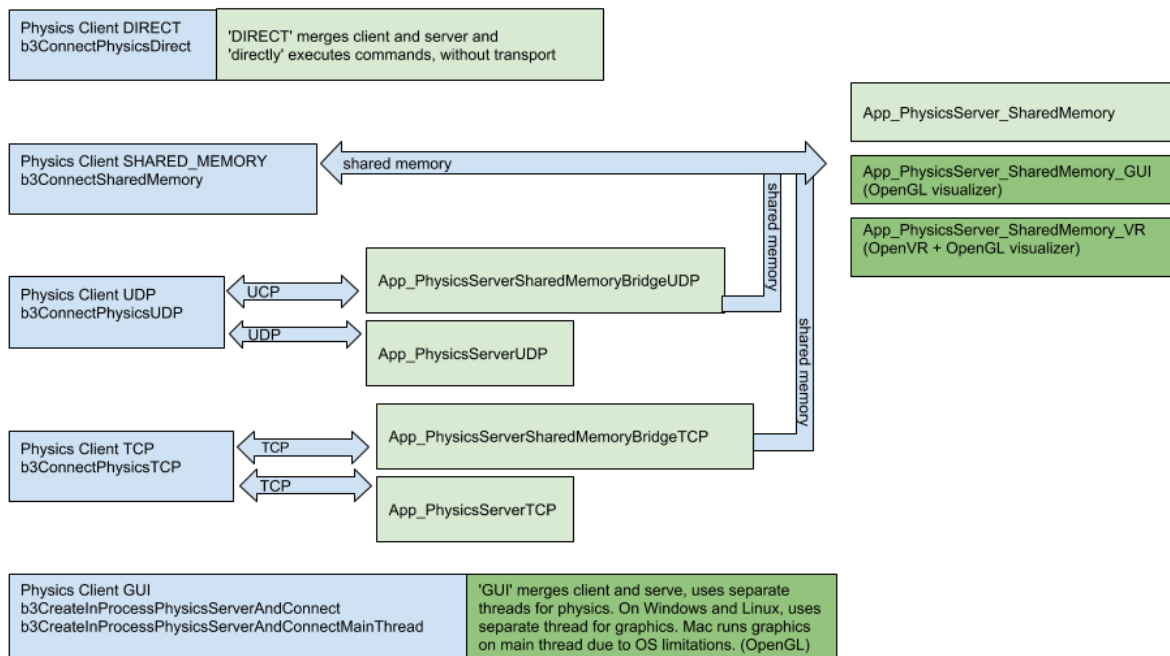 Physics Client DIRECT
b3ConnectPhysicsDirect
'DIRECT' merges client and server and
'directly' executes commands, without transport
App_PhysicsServer_SharedMemory
Physics Client SHARED_MEMORY
b3ConnectSharedMemory
shared memory
App_PhysicsServer_SharedMemory_GUI
(OpenGL visualizer)
App_PhysicsServer_SharedMemory_VR
(OpenVR + OpenGL visualizer)
shared memory
shared memory
Physics Client UDP
b3ConnectPhysicsUDP
UCP
UDP
App_PhysicsServerSharedMemoryBridgeUDP
App_PhysicsServerUDP
Physics Client TCP
b3ConnectPhysicsTCP
TCP
TCP
App_PhysicsServerSharedMemoryBridgeTCP
App_PhysicsServerTCP
Physics Client GUI
b3CreateInProcessPhysicsServerAndConnect
b3CreateInProcessPhysicsServerAndConnectMainThread
'GUI' merges client and serve, uses separate
threads for physics. On Windows and Linux, uses
separate thread for graphics. Mac runs graphics
on main thread due to OS limitations. (OpenGL)